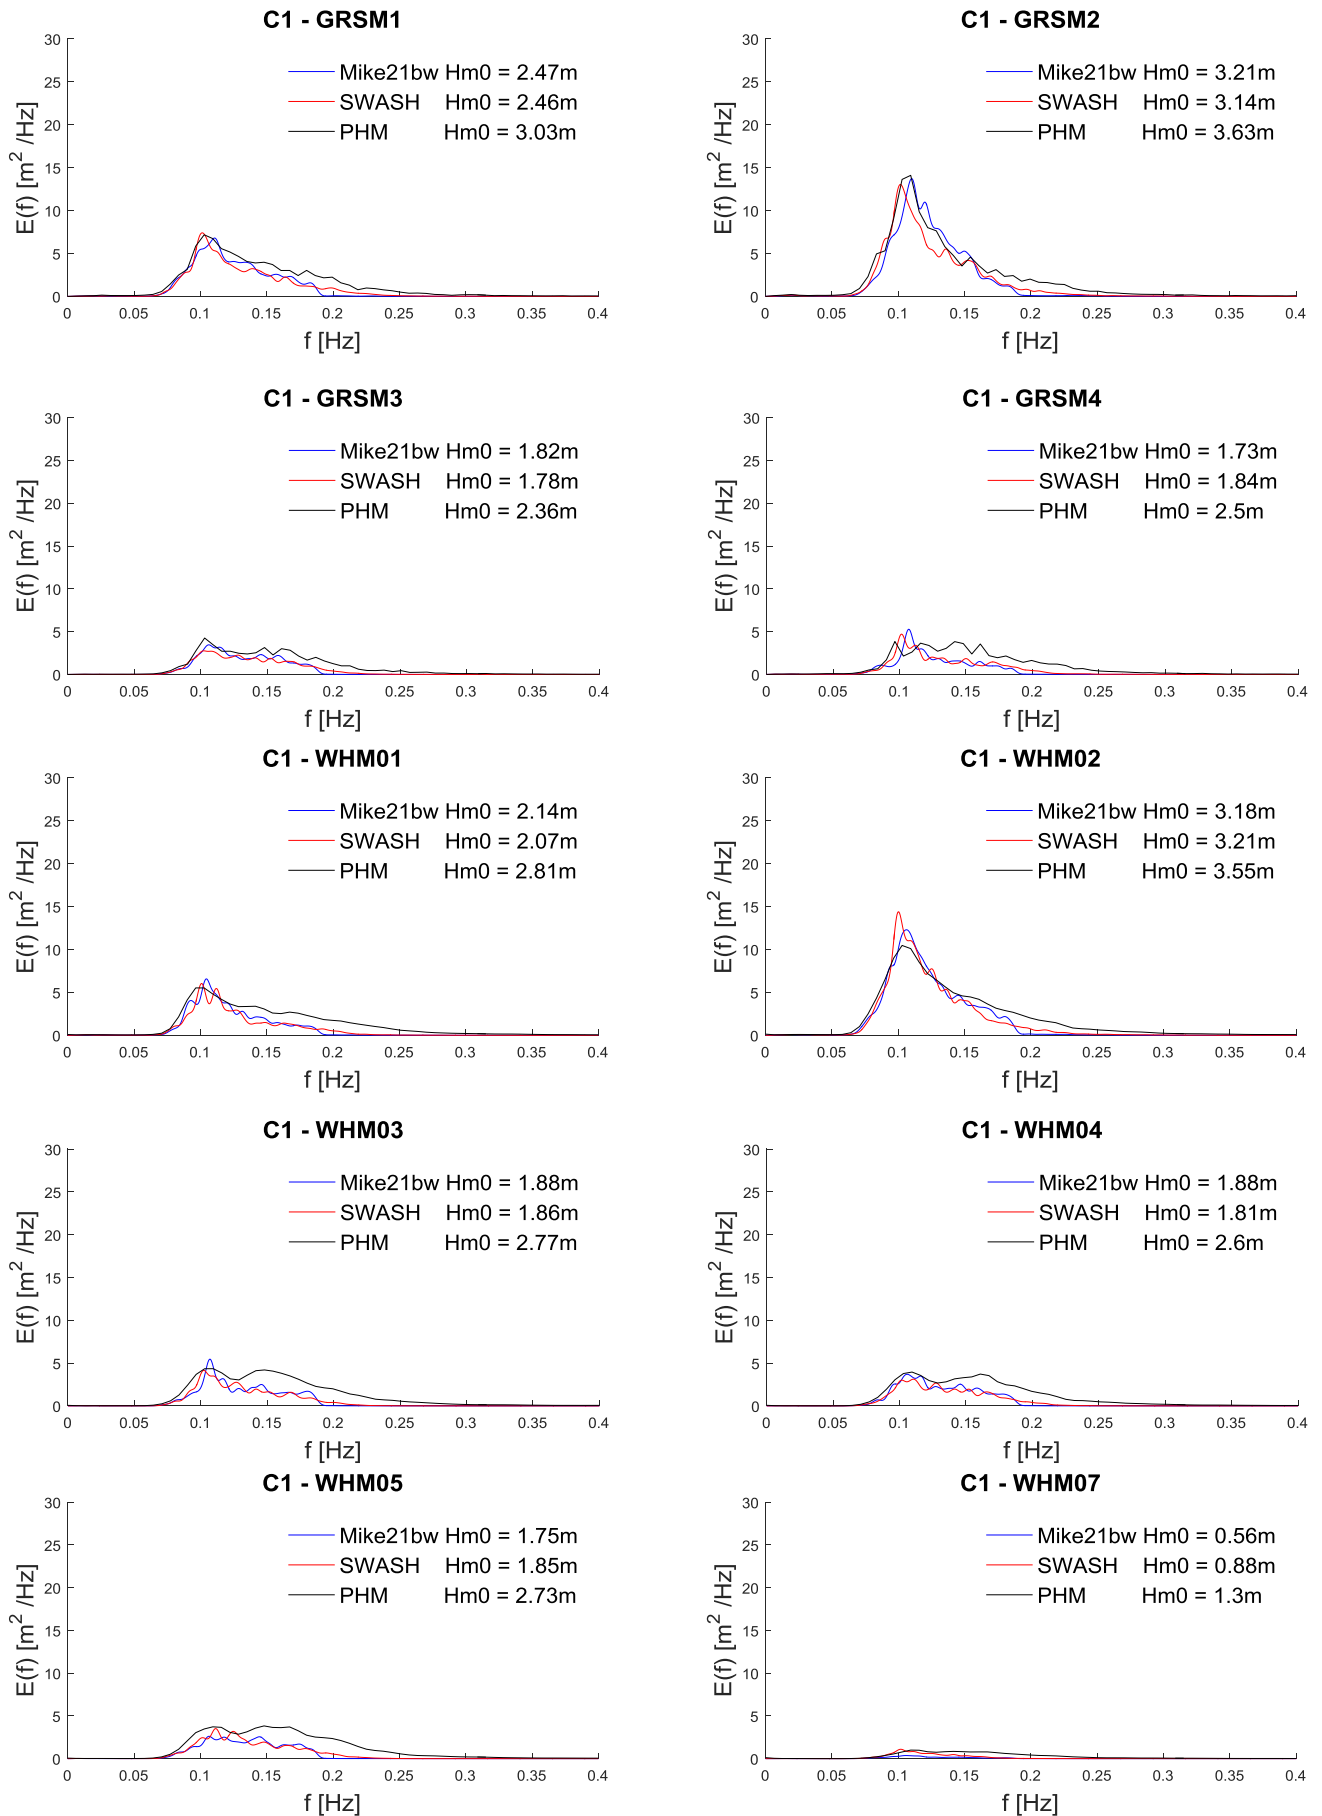 C1 - GRSM1
30
25
20
15
10
5
0
E(f) [m² /Hz]
Mike21bw Hm0 = 2.47m
SWASH Hm0 = 2.46m
PHM Hm0 = 3.03m
0 0.05 0.1 0.15 0.2 0.25 0.3 0.35 0.4
f [Hz]
C1 - GRSM2
30
25
20
15
10
5
0
E(f) [m² /Hz]
Mike21bw Hm0 = 3.21m
SWASH Hm0 = 3.14m
PHM Hm0 = 3.63m
0 0.05 0.1 0.15 0.2 0.25 0.3 0.35 0.4
f [Hz]
C1 - GRSM3
30
25
20
15
10
5
0
E(f) [m² /Hz]
Mike21bw Hm0 = 1.82m
SWASH Hm0 = 1.78m
PHM Hm0 = 2.36m
0 0.05 0.1 0.15 0.2 0.25 0.3 0.35 0.4
f [Hz]
C1 - GRSM4
30
25
20
15
10
5
0
E(f) [m² /Hz]
Mike21bw Hm0 = 1.73m
SWASH Hm0 = 1.84m
PHM Hm0 = 2.5m
0 0.05 0.1 0.15 0.2 0.25 0.3 0.35 0.4
f [Hz]
C1 - WHM01
30
25
20
15
10
5
0
E(f) [m² /Hz]
Mike21bw Hm0 = 2.14m
SWASH Hm0 = 2.07m
PHM Hm0 = 2.81m
0 0.05 0.1 0.15 0.2 0.25 0.3 0.35 0.4
f [Hz]
C1 - WHM02
30
25
20
15
10
5
0
E(f) [m² /Hz]
Mike21bw Hm0 = 3.18m
SWASH Hm0 = 3.21m
PHM Hm0 = 3.55m
0 0.05 0.1 0.15 0.2 0.25 0.3 0.35 0.4
f [Hz]
C1 - WHM03
30
25
20
15
10
5
0
E(f) [m² /Hz]
Mike21bw Hm0 = 1.88m
SWASH Hm0 = 1.86m
PHM Hm0 = 2.77m
0 0.05 0.1 0.15 0.2 0.25 0.3 0.35 0.4
f [Hz]
C1 - WHM04
30
25
20
15
10
5
0
E(f) [m² /Hz]
Mike21bw Hm0 = 1.88m
SWASH Hm0 = 1.81m
PHM Hm0 = 2.6m
0 0.05 0.1 0.15 0.2 0.25 0.3 0.35 0.4
f [Hz]
C1 - WHM05
30
25
20
15
10
5
0
E(f) [m² /Hz]
Mike21bw Hm0 = 1.75m
SWASH Hm0 = 1.85m
PHM Hm0 = 2.73m
0 0.05 0.1 0.15 0.2 0.25 0.3 0.35 0.4
f [Hz]
C1 - WHM07
30
25
20
15
10
5
0
E(f) [m² /Hz]
Mike21bw Hm0 = 0.56m
SWASH Hm0 = 0.88m
PHM Hm0 = 1.3m
0 0.05 0.1 0.15 0.2 0.25 0.3 0.35 0.4
f [Hz]